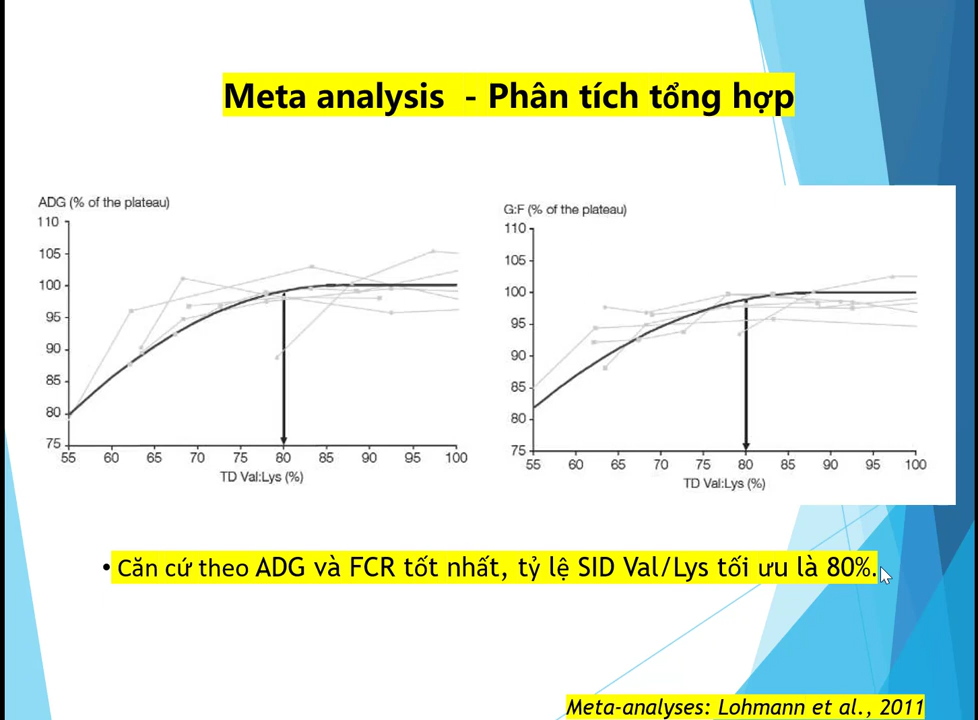 Meta analysis - Phân tích tổng hợp
ADG (% of the plateau)
110
105
100
95
90
85
80
75
55 60 65 70 75 80 85 90 95 100
TD Val:Lys (%)
G:F (% of the plateau)
110
105
100
95
90
85
80
75
55 60 65 70 75 80 85 90 95 100
TD Val:Lys (%)
• Căn cứ theo ADG và FCR tốt nhất, tỷ lệ SID Val/Lys tối ưu là 80%.
Meta-analyses: Lohmann et al., 2011